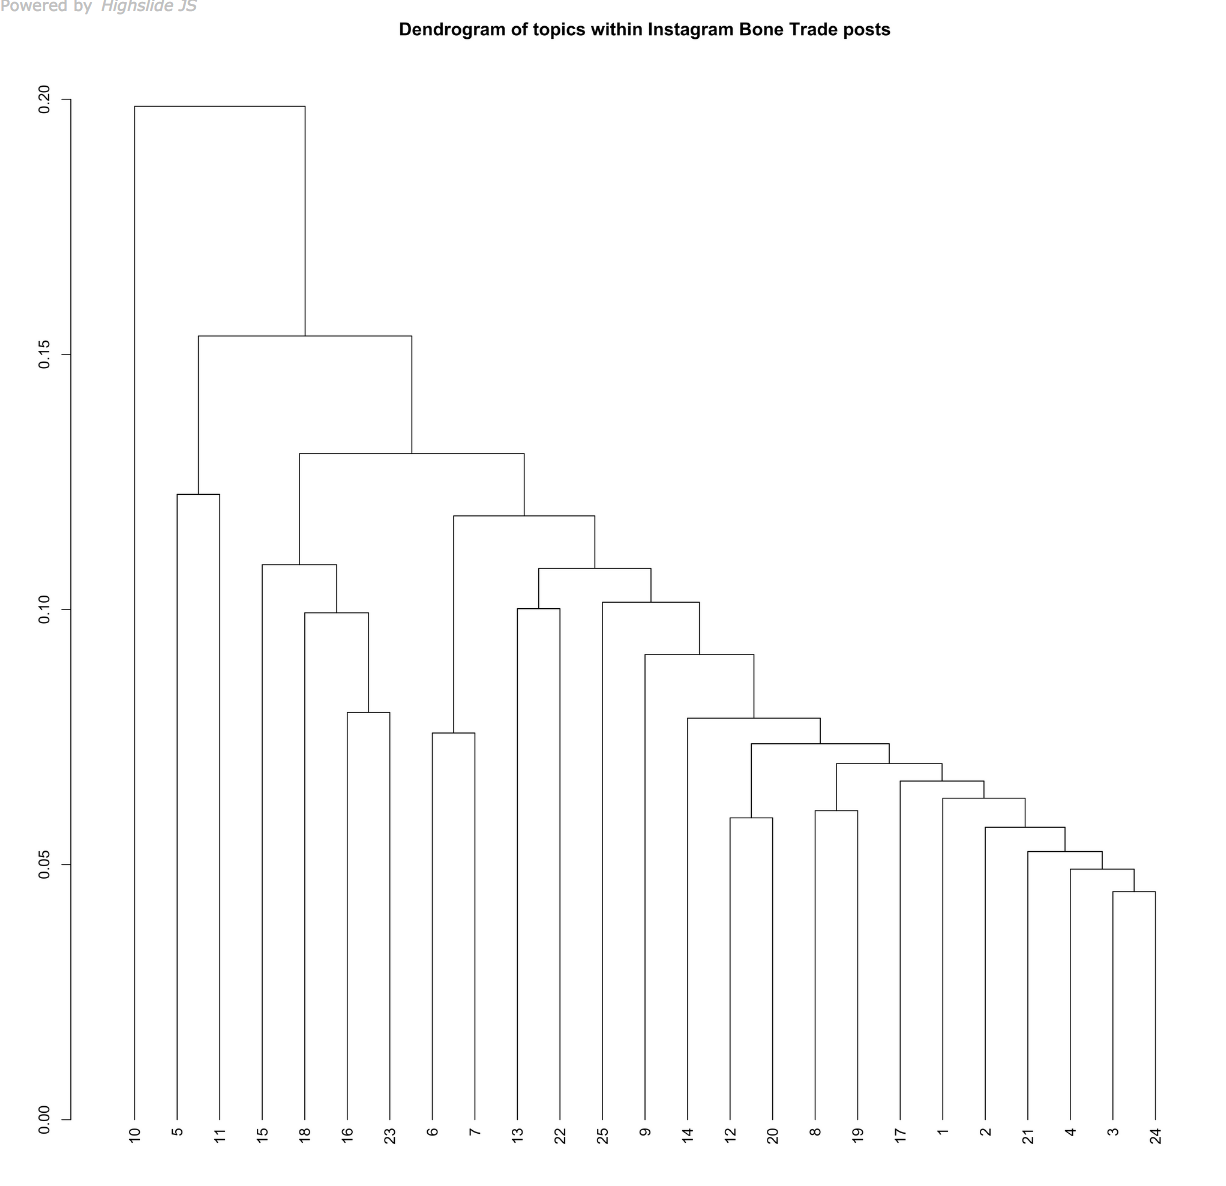 Powered by Highslide JS
Dendrogram of topics within Instagram Bone Trade posts
0.20
0.15
0.10
0.05
0.00
10 5 11 15 18 16 23 6 7 13 22 25 9 14 12 20 8 19 17 1 2 21 4 3 24